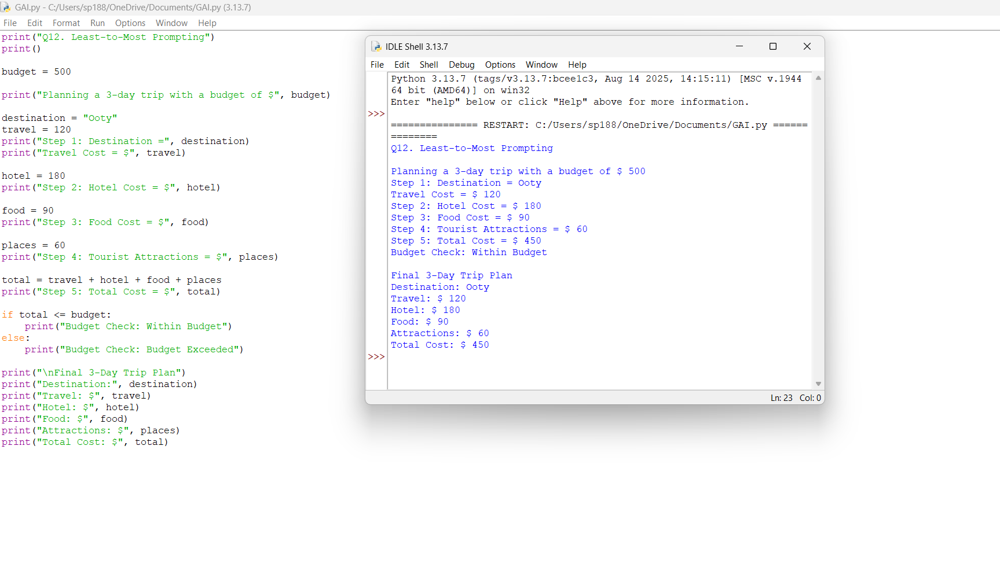 GAI.py - C:/Users/sp188/OneDrive/Documents/GAI.py (3.13.7)
File Edit Format Run Options Window Help
print("Q12. Least-to-Most Prompting")
print()

budget = 500

print("Planning a 3-day trip with a budget of $", budget)

destination = "Ooty"
travel = 120
print("Step 1: Destination =", destination)
print("Travel Cost = $", travel)

hotel = 180
print("Step 2: Hotel Cost = $", hotel)

food = 90
print("Step 3: Food Cost = $", food)

places = 60
print("Step 4: Tourist Attractions = $", places)

total = travel + hotel + food + places
print("Step 5: Total Cost = $", total)

if total <= budget:
    print("Budget Check: Within Budget")
else:
    print("Budget Check: Budget Exceeded")

print("\nFinal 3-Day Trip Plan")
print("Destination:", destination)
print("Travel: $", travel)
print("Hotel: $", hotel)
print("Food: $", food)
print("Attractions: $", places)
print("Total Cost: $", total)

IDLE Shell 3.13.7
File Edit Shell Debug Options Window Help
Python 3.13.7 (tags/v3.13.7:bcee1c3, Aug 14 2025, 14:15:11) [MSC v.1944
64 bit (AMD64)] on win32
Enter "help" below or click "Help" above for more information.
>>>
=============== RESTART: C:/Users/sp188/OneDrive/Documents/GAI.py ======
========
Q12. Least-to-Most Prompting

Planning a 3-day trip with a budget of $ 500
Step 1: Destination = Ooty
Travel Cost = $ 120
Step 2: Hotel Cost = $ 180
Step 3: Food Cost = $ 90
Step 4: Tourist Attractions = $ 60
Step 5: Total Cost = $ 450
Budget Check: Within Budget

Final 3-Day Trip Plan
Destination: Ooty
Travel: $ 120
Hotel: $ 180
Food: $ 90
Attractions: $ 60
Total Cost: $ 450
>>>
Ln: 23 Col: 0